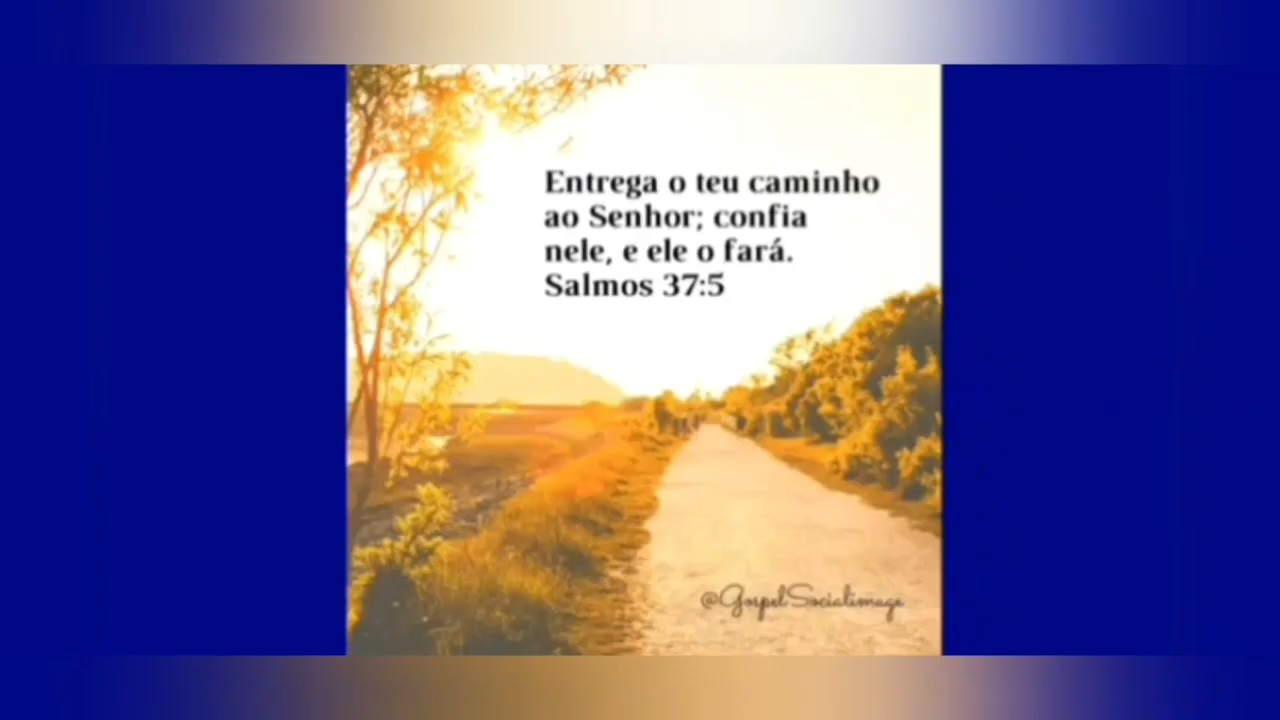 Entrega o teu caminho
ao Senhor; confia
nele, e ele o fará.
Salmos 37:5
@GospelSocialimage